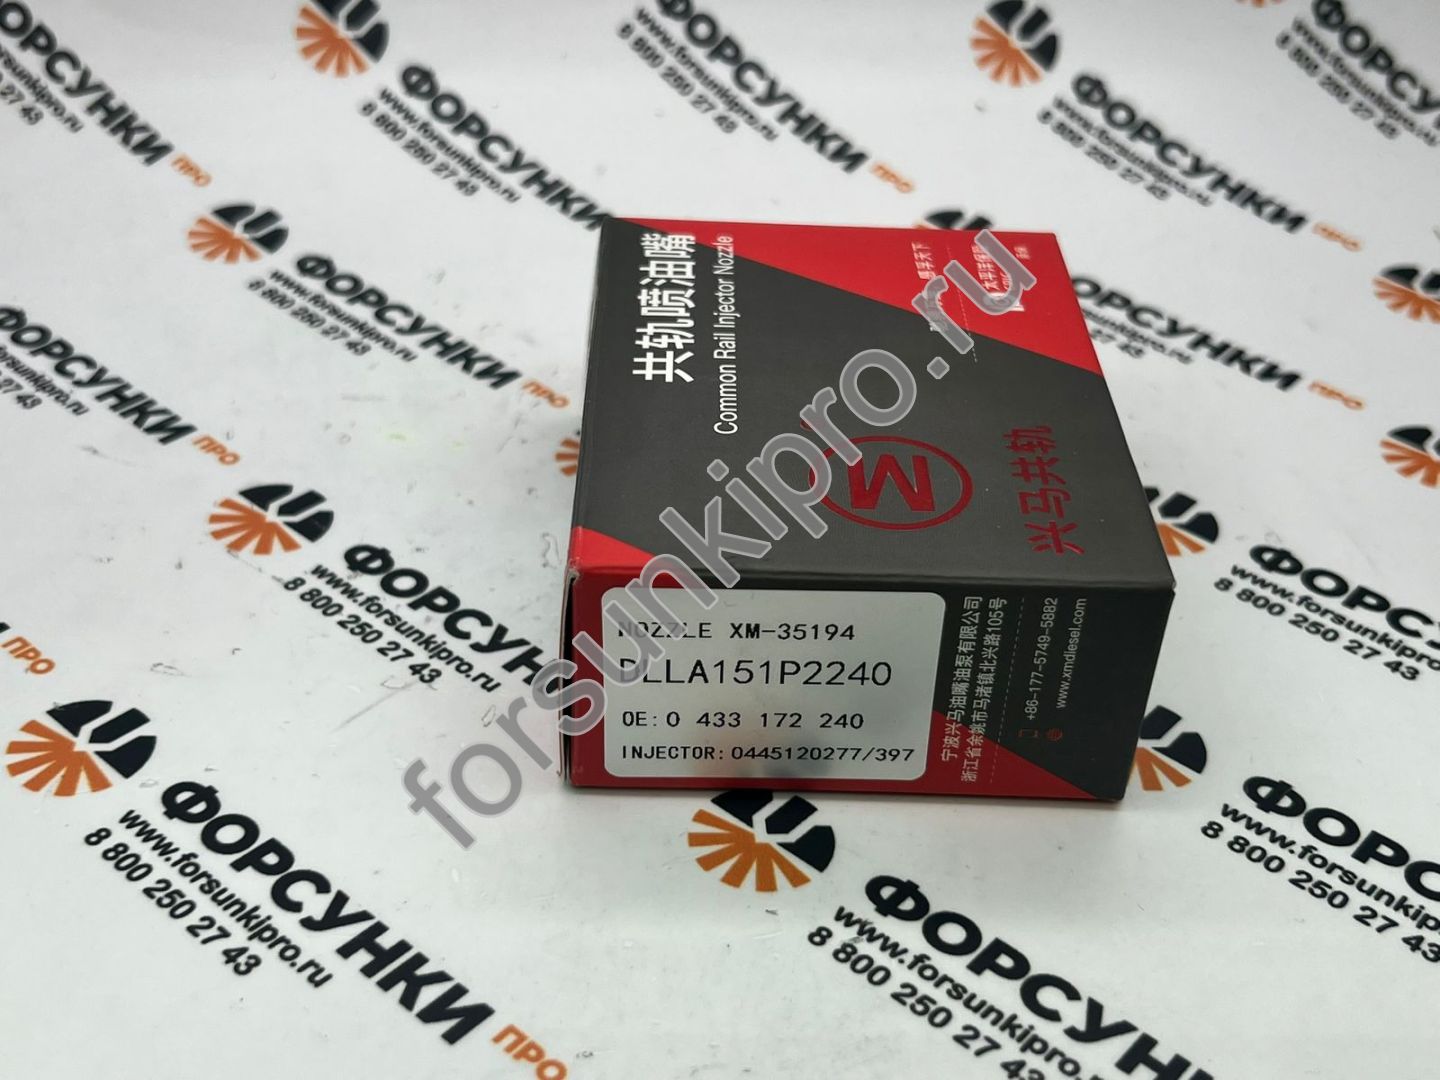 共轨喷油嘴
Common Rail Injector Nozzle
兴马共轨
NOZZLE XM-35194
DLLA151P2240
OE: 0 433 172 240
INJECTOR: 0445120277/397
宁波兴马油嘴油泵有限公司
浙江省余姚市马渚镇北兴路105号
+86-177-5749-5882
www.xmdiesel.com
forsunkipro.ru
ФОРСУНКИ ПРО
www.forsunkipro.ru
8 800 250 27 43